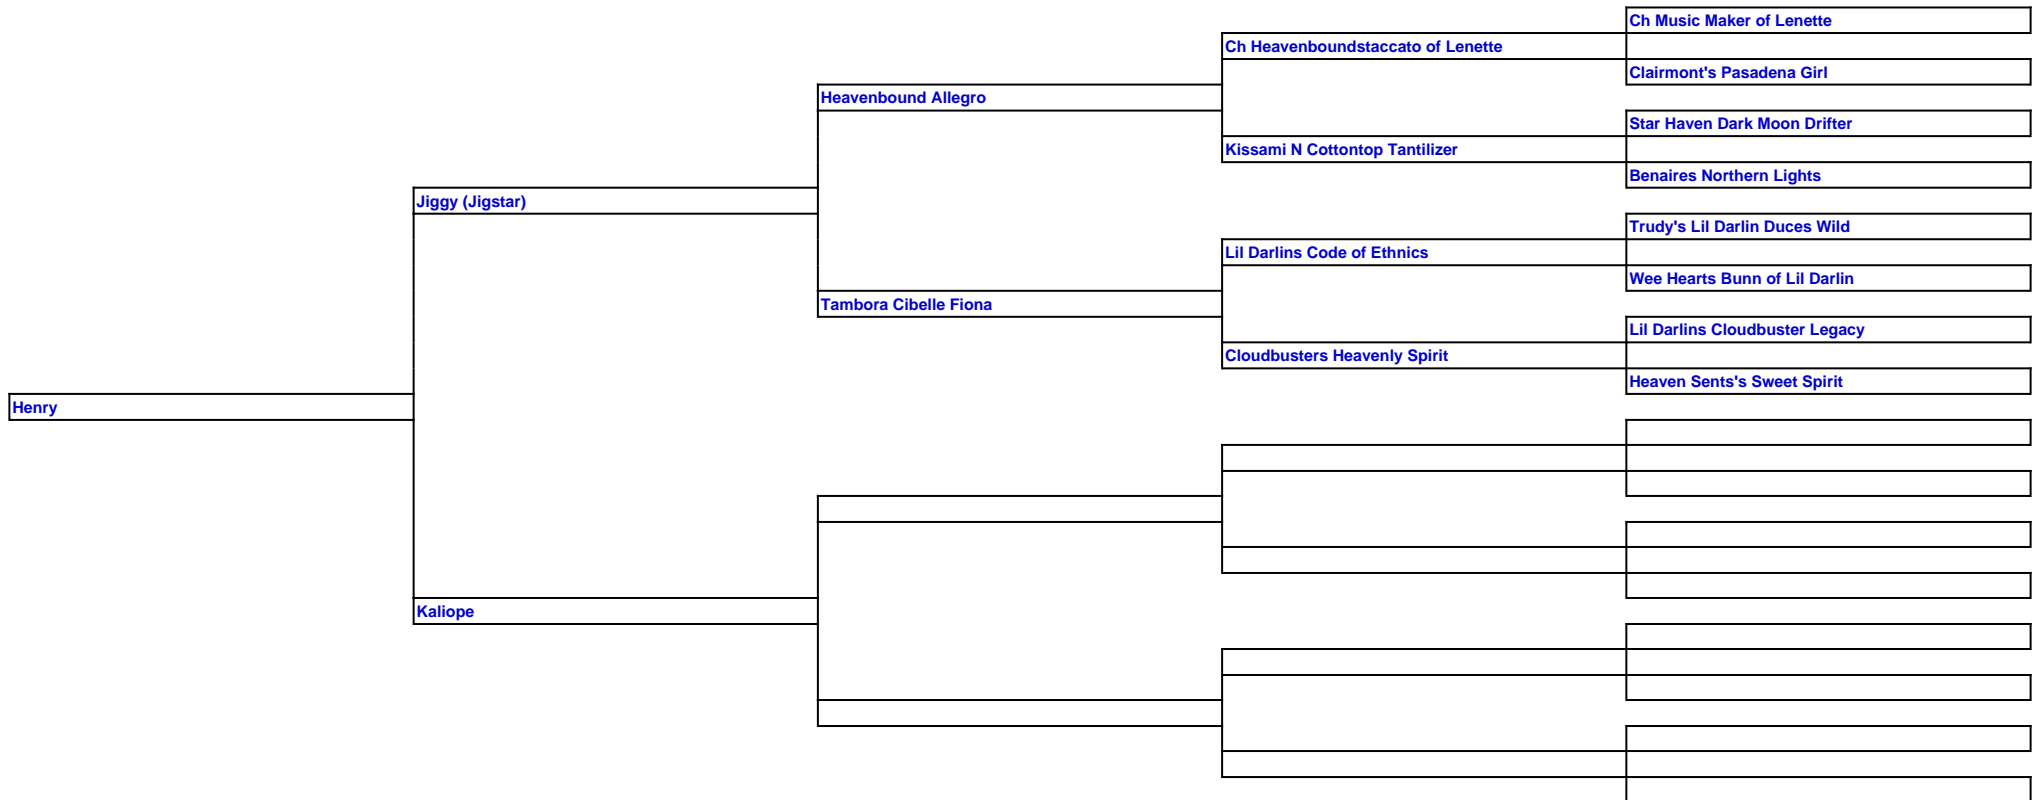 Ch Music Maker of Lenette
Ch Heavenboundstaccato of Lenette
Clairmont's Pasadena Girl
Heavenbound Allegro
Star Haven Dark Moon Drifter
Kissami N Cottontop Tantilizer
Benaires Northern Lights
Jiggy (Jigstar)
Trudy's Lil Darlin Duces Wild
Lil Darlins Code of Ethnics
Wee Hearts Bunn of Lil Darlin
Tambora Cibelle Fiona
Lil Darlins Cloudbuster Legacy
Cloudbusters Heavenly Spirit
Heaven Sents's Sweet Spirit
Henry
Kaliope